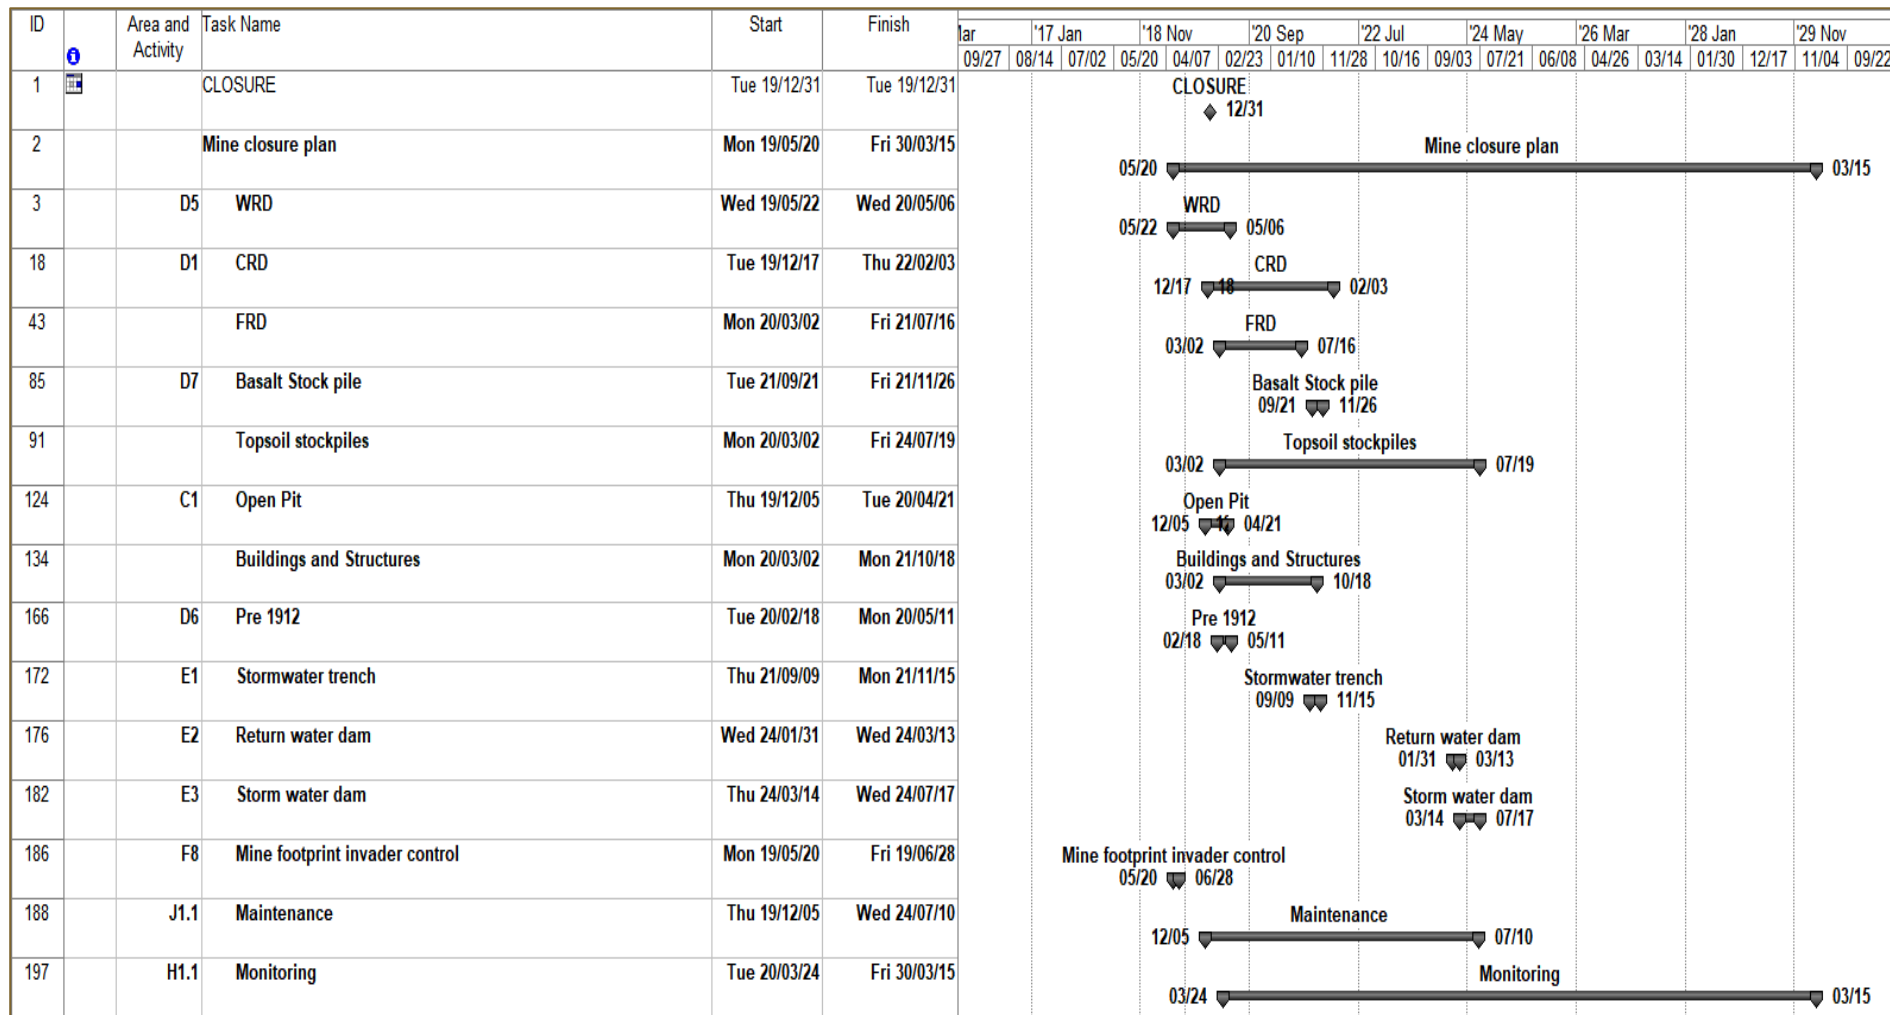 ID Area and Task Name Start Finish
Activity
Mar '17 Jan '18 Nov '20 Sep '22 Jul '24 May '26 Mar '28 Jan '29 Nov
09/27 08/14 07/02 05/20 04/07 02/23 01/10 11/28 10/16 09/03 07/21 06/08 04/26 03/14 01/30 12/17 11/04 09/22
1 CLOSURE Tue 19/12/31 Tue 19/12/31 CLOSURE
12/31
2 Mine closure plan Mon 19/05/20 Fri 30/03/15 Mine closure plan
05/20 03/15
3 D5 WRD Wed 19/05/22 Wed 20/05/06 WRD
05/22 05/06
18 D1 CRD Tue 19/12/17 Thu 22/02/03 CRD
12/17 18 02/03
43 FRD Mon 20/03/02 Fri 21/07/16 FRD
03/02 07/16
85 D7 Basalt Stock pile Tue 21/09/21 Fri 21/11/26 Basalt Stock pile
09/21 11/26
91 Topsoil stockpiles Mon 20/03/02 Fri 24/07/19 Topsoil stockpiles
03/02 07/19
124 C1 Open Pit Thu 19/12/05 Tue 20/04/21 Open Pit
12/05 04/21
134 Buildings and Structures Mon 20/03/02 Mon 21/10/18 Buildings and Structures
03/02 10/18
166 D6 Pre 1912 Tue 20/02/18 Mon 20/05/11 Pre 1912
02/18 05/11
172 E1 Stormwater trench Thu 21/09/09 Mon 21/11/15 Stormwater trench
09/09 11/15
176 E2 Return water dam Wed 24/01/31 Wed 24/03/13 Return water dam
01/31 03/13
182 E3 Storm water dam Thu 24/03/14 Wed 24/07/17 Storm water dam
03/14 07/17
186 F8 Mine footprint invader control Mon 19/05/20 Fri 19/06/28 Mine footprint invader control
05/20 06/28
188 J1.1 Maintenance Thu 19/12/05 Wed 24/07/10 Maintenance
12/05 07/10
197 H1.1 Monitoring Tue 20/03/24 Fri 30/03/15 Monitoring
03/24 03/15